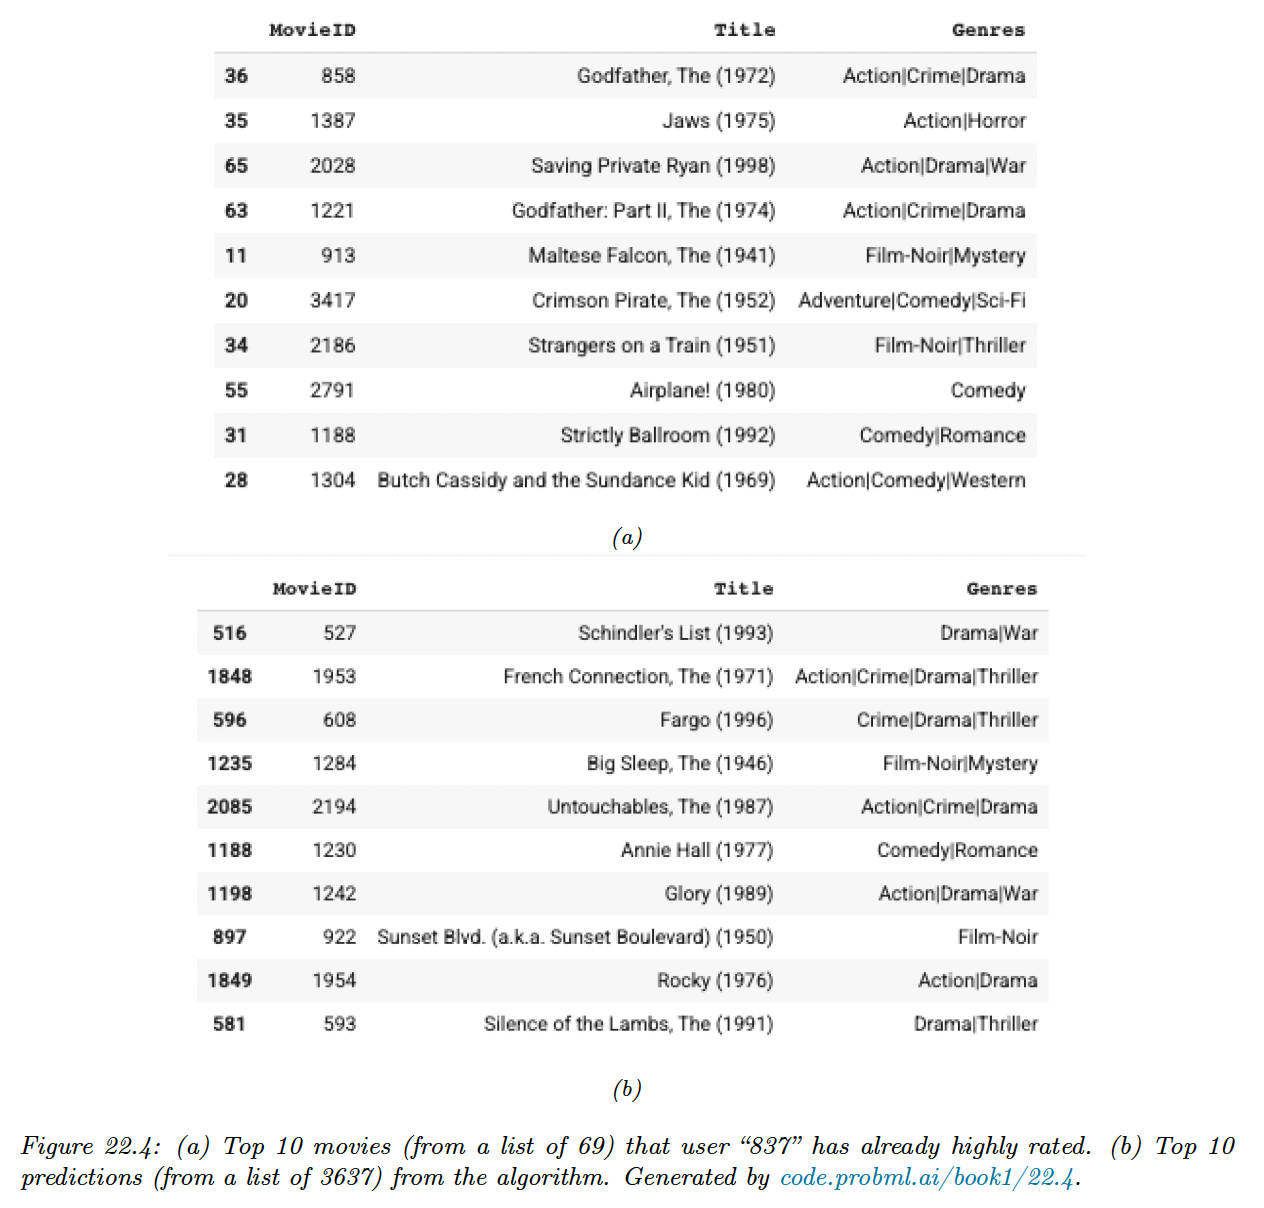 MovieID Title Genres
36 858 Godfather, The (1972) Action|Crime|Drama
35 1387 Jaws (1975) Action|Horror
65 2028 Saving Private Ryan (1998) Action|Drama|War
63 1221 Godfather: Part II, The (1974) Action|Crime|Drama
11 913 Maltese Falcon, The (1941) Film-Noir|Mystery
20 3417 Crimson Pirate, The (1952) Adventure|Comedy|Sci-Fi
34 2186 Strangers on a Train (1951) Film-Noir|Thriller
55 2791 Airplane! (1980) Comedy
31 1188 Strictly Ballroom (1992) Comedy|Romance
28 1304 Butch Cassidy and the Sundance Kid (1969) Action|Comedy|Western
(a)
MovieID Title Genres
516 527 Schindler's List (1993) Drama|War
1848 1953 French Connection, The (1971) Action|Crime|Drama|Thriller
596 608 Fargo (1996) Crime|Drama|Thriller
1235 1284 Big Sleep, The (1946) Film-Noir|Mystery
2085 2194 Untouchables, The (1987) Action|Crime|Drama
1188 1230 Annie Hall (1977) Comedy|Romance
1198 1242 Glory (1989) Action|Drama|War
897 922 Sunset Blvd. (a.k.a. Sunset Boulevard) (1950) Film-Noir
1849 1954 Rocky (1976) Action|Drama
581 593 Silence of the Lambs, The (1991) Drama|Thriller
(b)
Figure 22.4: (a) Top 10 movies (from a list of 69) that user “837” has already highly rated. (b) Top 10
predictions (from a list of 3637) from the algorithm. Generated by code.probml.ai/book1/22.4.